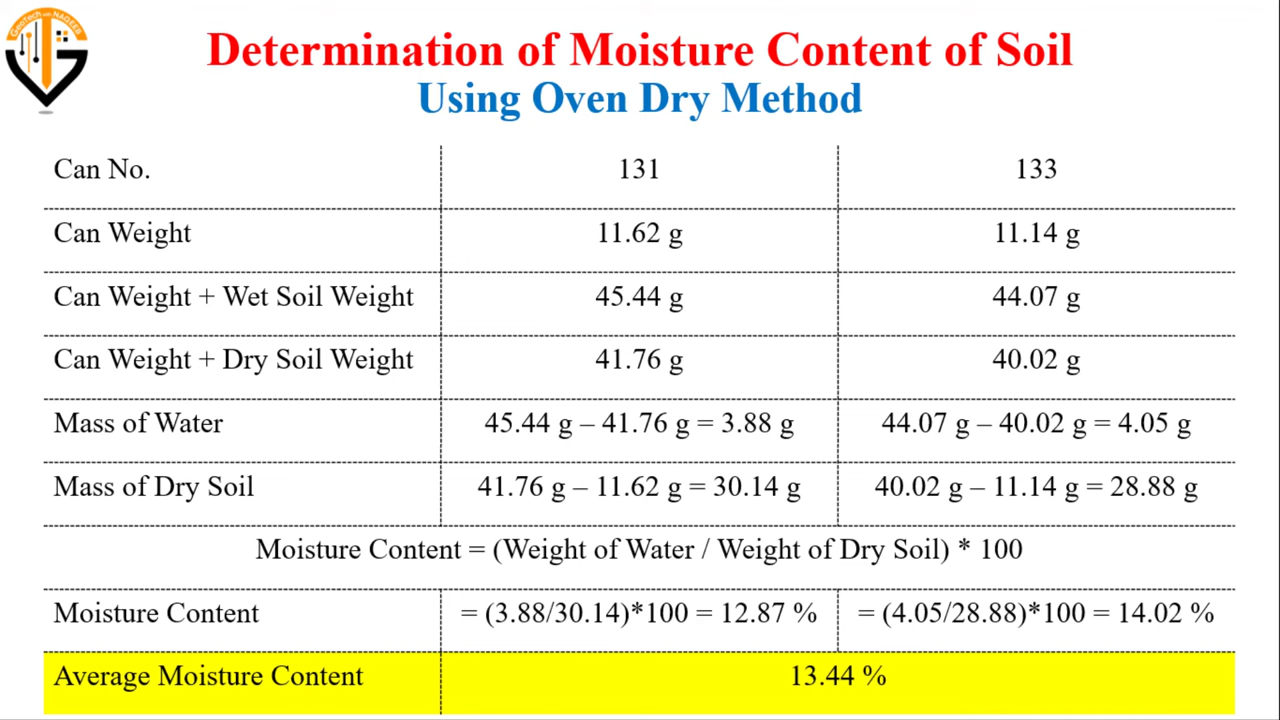 GeoTech with NAQEEB
Determination of Moisture Content of Soil
Using Oven Dry Method
Can No. 131 133
Can Weight 11.62 g 11.14 g
Can Weight + Wet Soil Weight 45.44 g 44.07 g
Can Weight + Dry Soil Weight 41.76 g 40.02 g
Mass of Water 45.44 g – 41.76 g = 3.88 g 44.07 g – 40.02 g = 4.05 g
Mass of Dry Soil 41.76 g – 11.62 g = 30.14 g 40.02 g – 11.14 g = 28.88 g
Moisture Content = (Weight of Water / Weight of Dry Soil) * 100
Moisture Content = (3.88/30.14)*100 = 12.87 % = (4.05/28.88)*100 = 14.02 %
Average Moisture Content 13.44 %